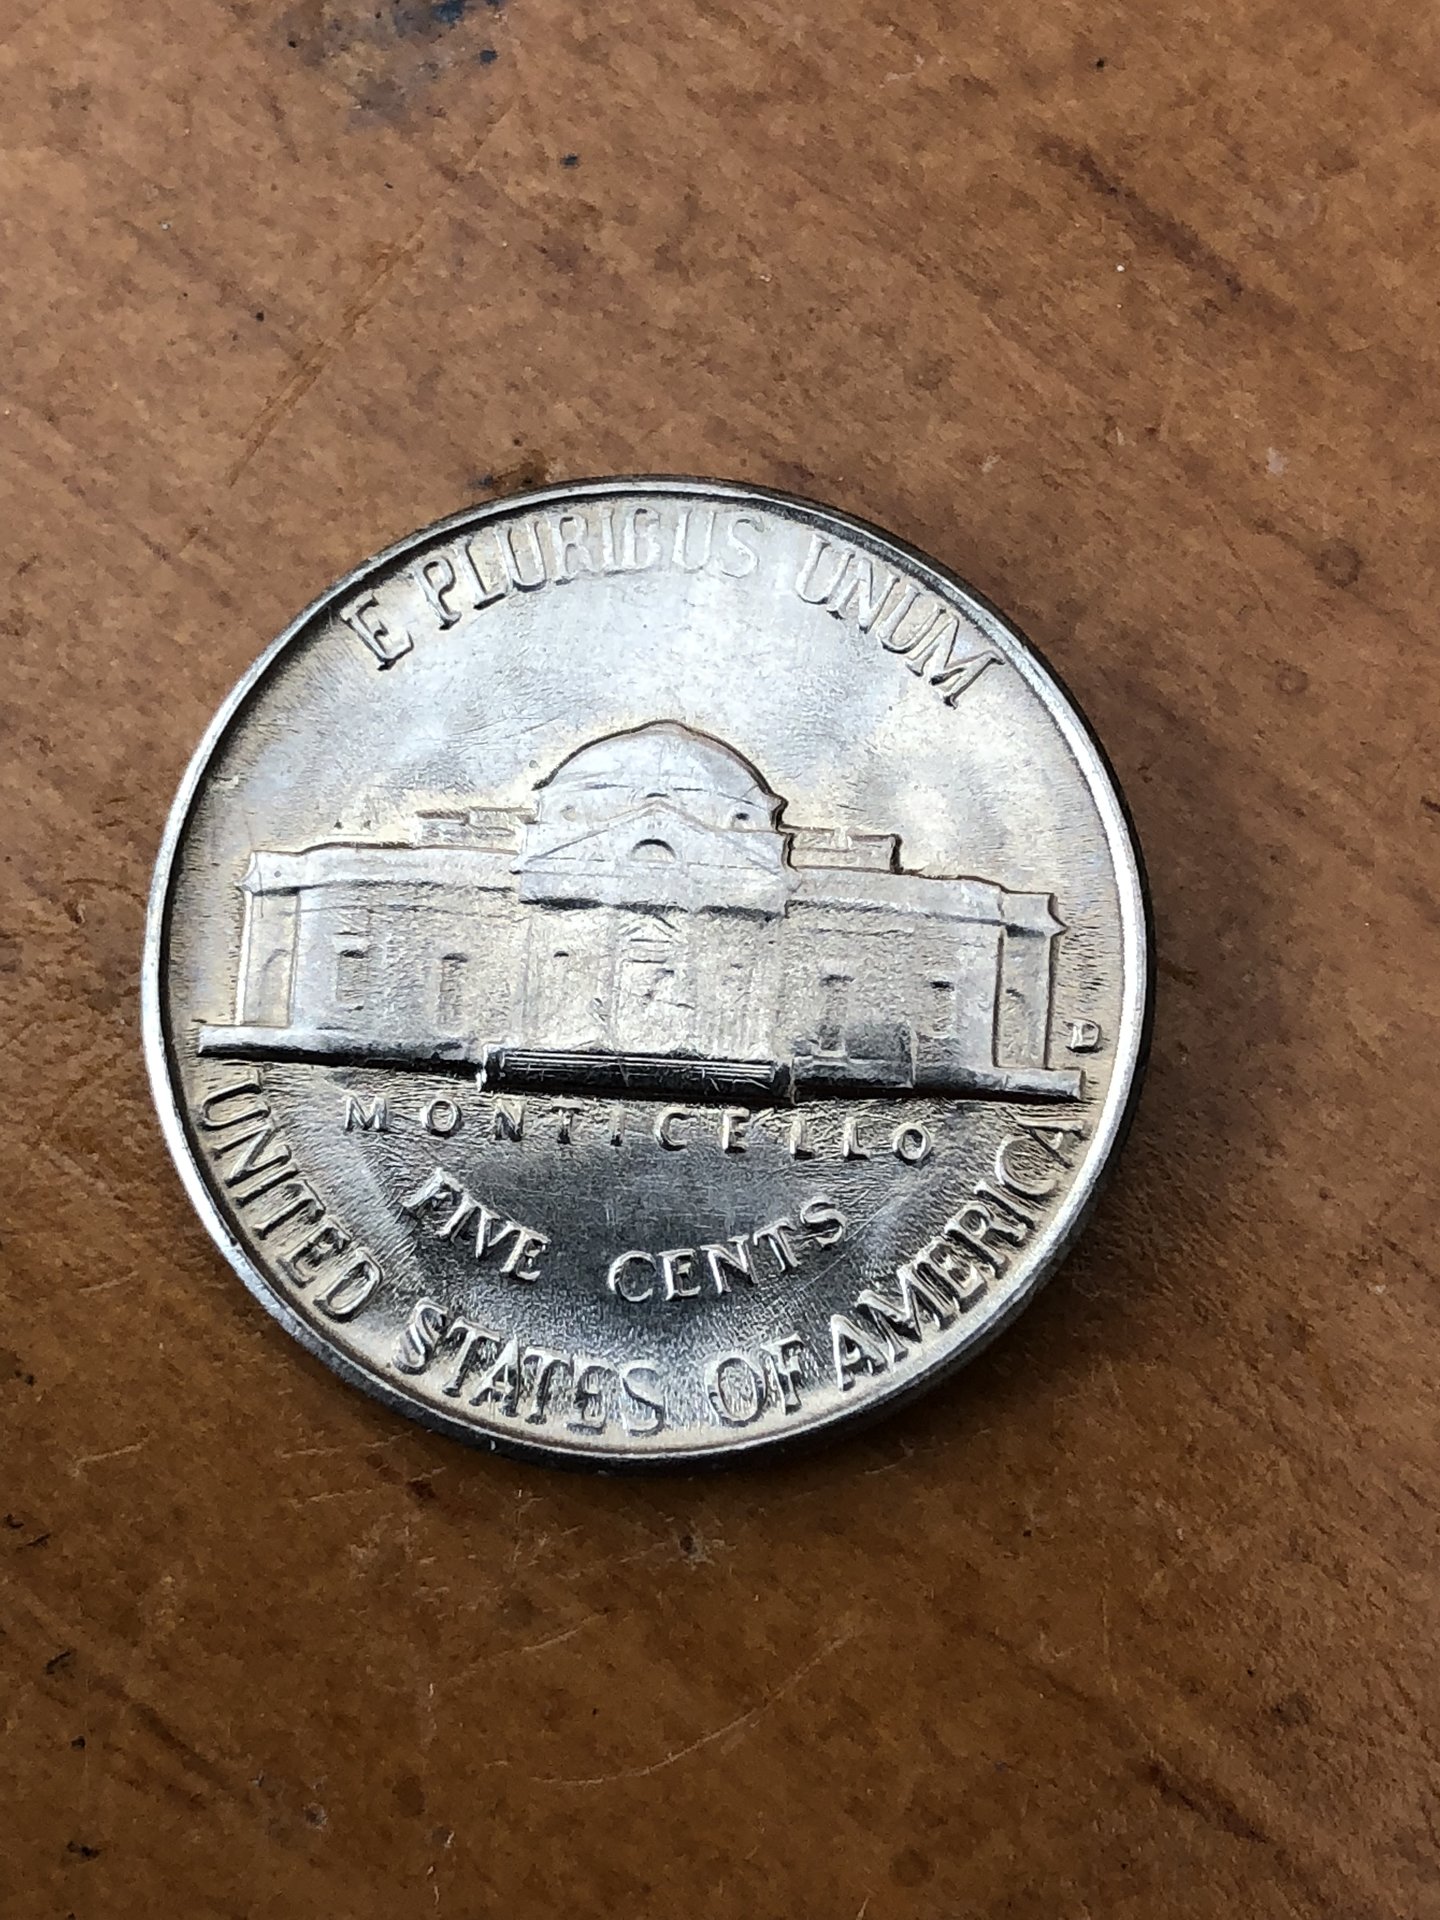 E PLURIBUS UNUM
D
MONTICELLO
FIVE CENTS
UNITED STATES OF AMERICA